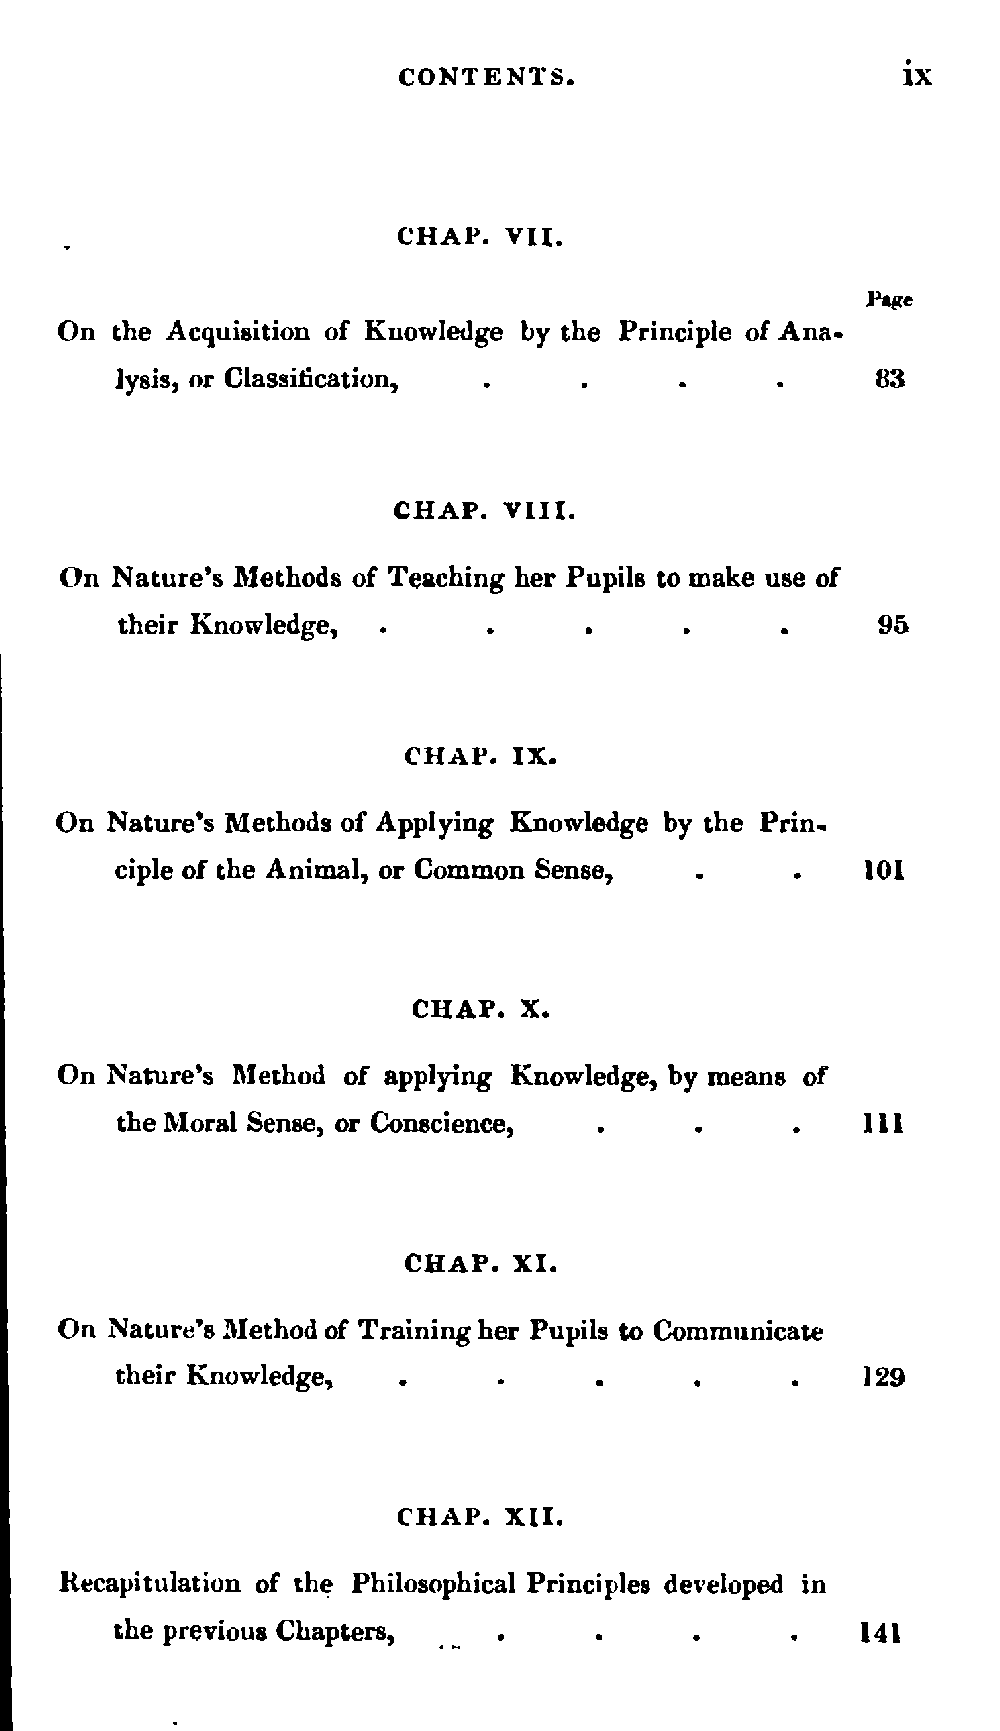 CONTENTS. ix
CHAP. VII.
Page
On the Acquisition of Knowledge by the Principle of Ana-
lysis, or Classification, . . . . 83
CHAP. VIII.
On Nature's Methods of Teaching her Pupils to make use of
their Knowledge, . . . . . 95
CHAP. IX.
On Nature's Methods of Applying Knowledge by the Prin-
ciple of the Animal, or Common Sense, . . 101
CHAP. X.
On Nature's Method of applying Knowledge, by means of
the Moral Sense, or Conscience, . . . 111
CHAP. XI.
On Nature's Method of Training her Pupils to Communicate
their Knowledge, . . . . . 129
CHAP. XII.
Recapitulation of the Philosophical Principles developed in
the previous Chapters, . . . . 141